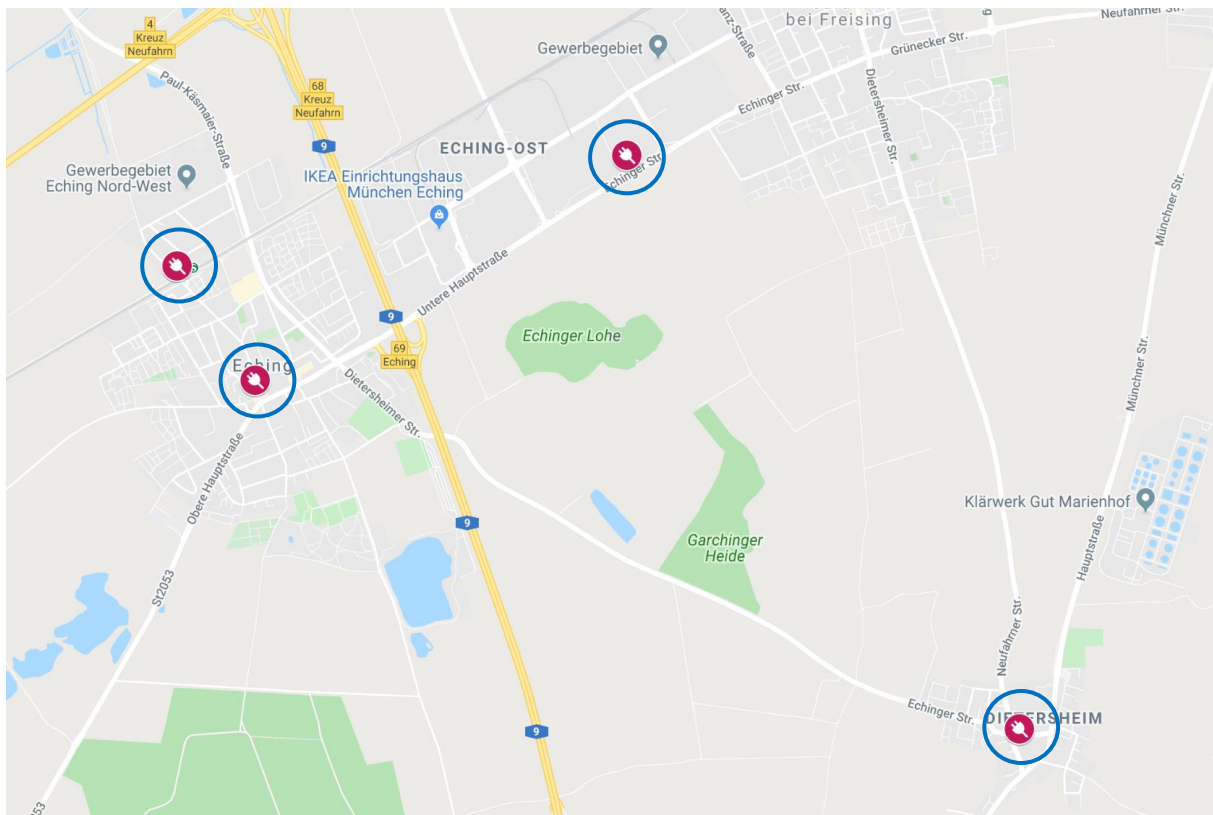 4
Kreuz
Neufahrn
bei Freising
Neufahrner Str.
Gewerbegebiet
Grünecker Str.
Paul-Käsmaier-Straße
68
Kreuz
Neufahrn
Echinger Str.
Dietersheimer Str.
9
ECHING-OST
Gewerbegebiet
Eching Nord-West
IKEA Einrichtungshaus
München Eching
Echinger Str.
Münchner Str.
Untere Hauptstraße
9
Echinger Lohe
69
Eching
Eching
Dietersheimer Str.
Münchner Str.
Obere Hauptstraße
Klärwerk Gut Marienhof
9
Garchinger
Heide
Hauptstraße
St2053
Neufahrner Str.
Echinger Str.
DIETERSHEIM
9